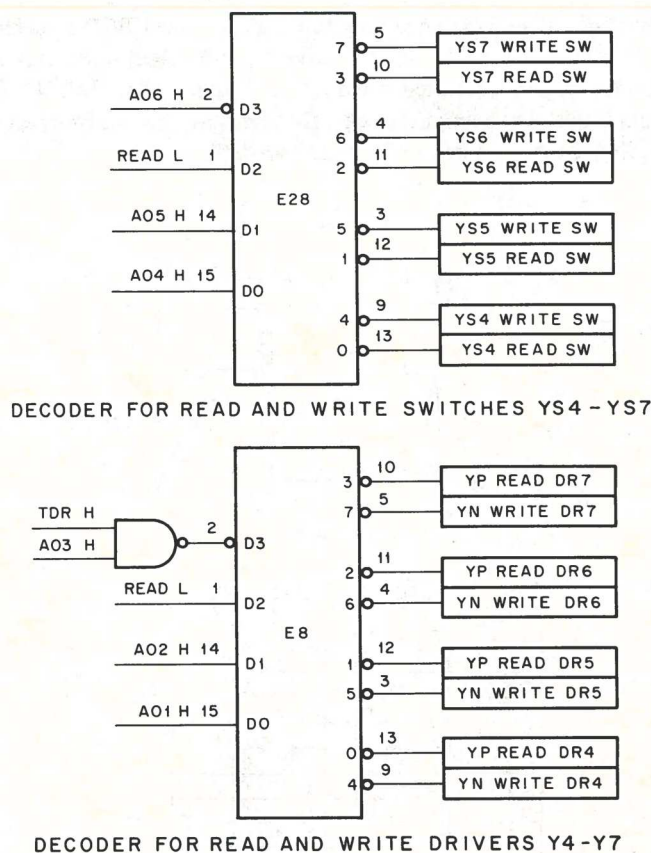 7 5 YS7 WRITE SW
3 10 YS7 READ SW
A06 H 2 D3
6 4 YS6 WRITE SW
READ L 1 D2
2 11 YS6 READ SW
E28
A05 H 14 D1
5 3 YS5 WRITE SW
1 12 YS5 READ SW
A04 H 15 D0
4 9 YS4 WRITE SW
0 13 YS4 READ SW
DECODER FOR READ AND WRITE SWITCHES YS4-YS7
3 10 YP READ DR7
7 5 YN WRITE DR7
TDR H
A03 H
2 D3
2 11 YP READ DR6
READ L 1 D2
6 4 YN WRITE DR6
E8
A02 H 14 D1
1 12 YP READ DR5
5 3 YN WRITE DR5
A01 H 15 D0
0 13 YP READ DR4
4 9 YN WRITE DR4
DECODER FOR READ AND WRITE DRIVERS Y4-Y7